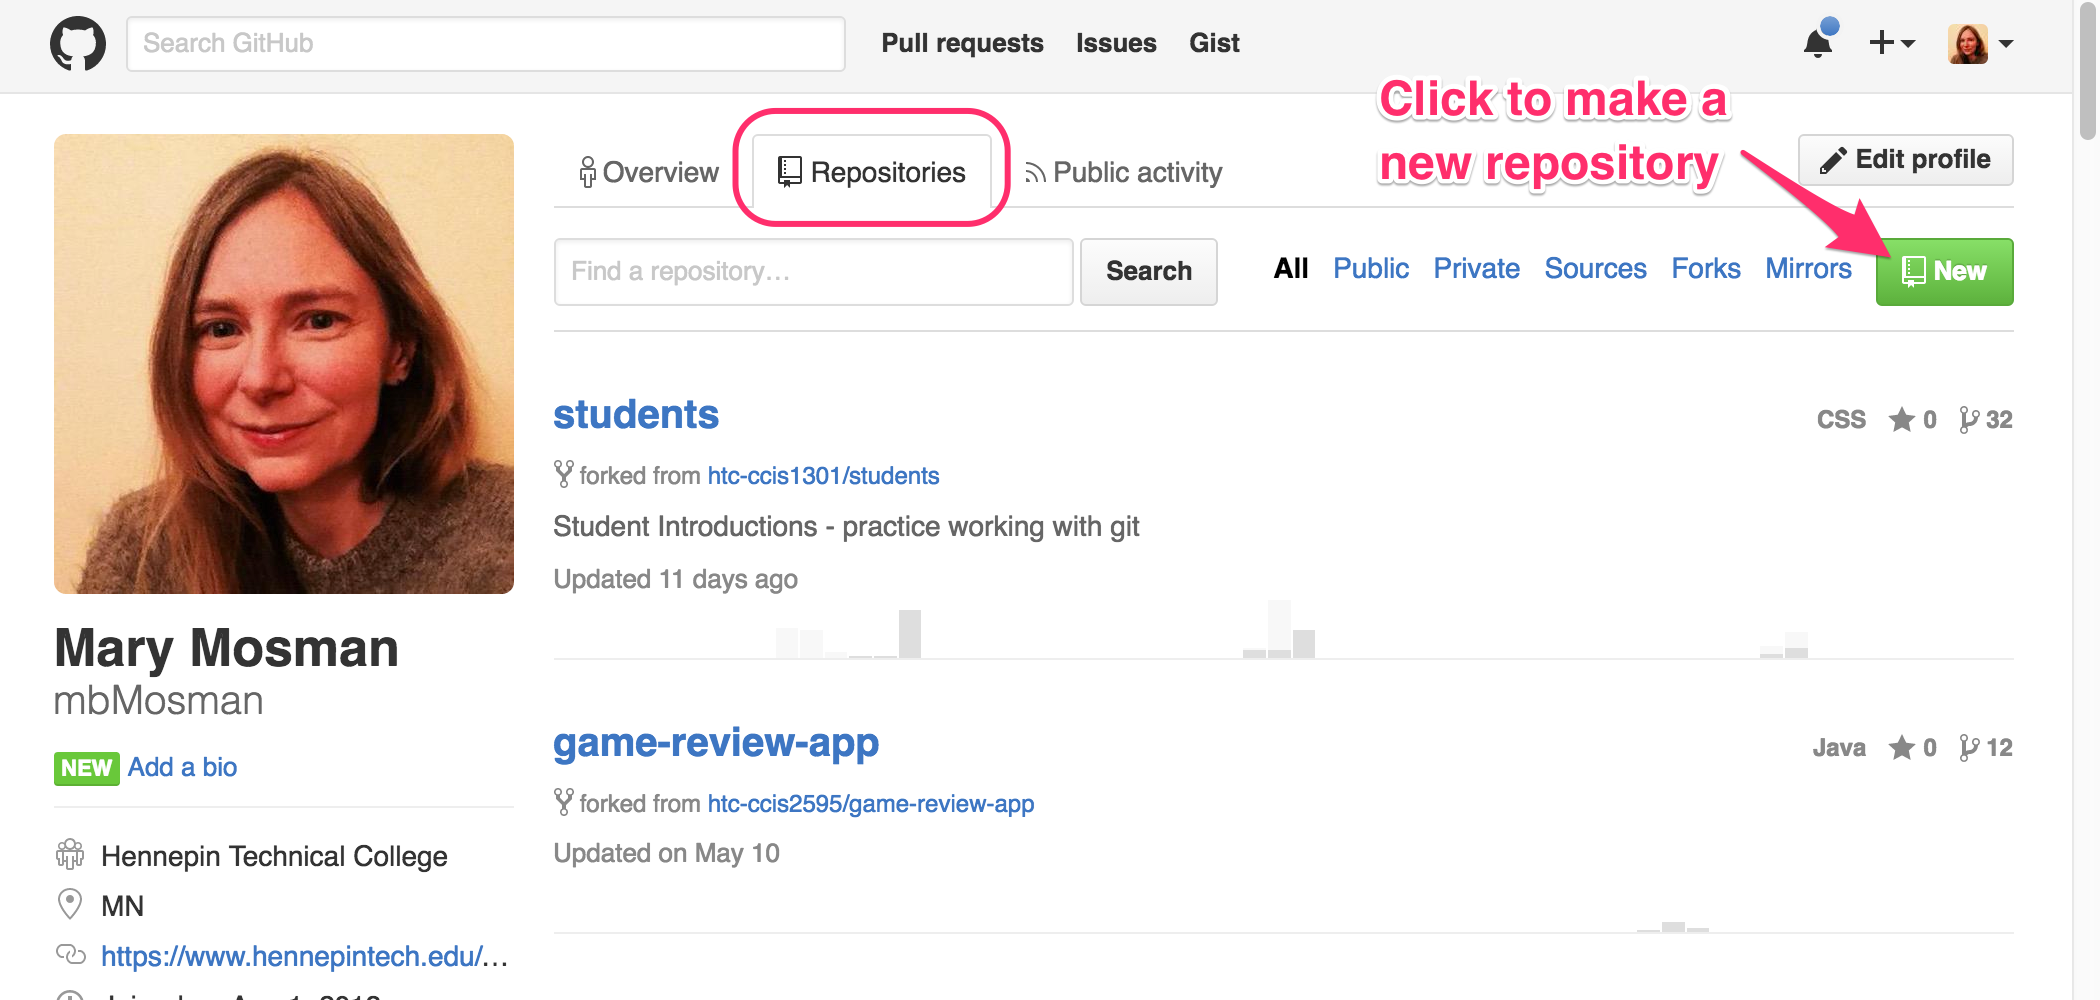 Search GitHub
Pull requests
Issues
Gist
Click to make a
new repository
Overview
Repositories
Public activity
Edit profile
Find a repository...
Search
All
Public
Private
Sources
Forks
Mirrors
New
students
CSS
0
32
forked from htc-ccis1301/students
Student Introductions - practice working with git
Updated 11 days ago
Mary Mosman
mbMosman
NEW Add a bio
game-review-app
Java
0
12
forked from htc-ccis2595/game-review-app
Updated on May 10
Hennepin Technical College
MN
https://www.hennepintech.edu/...